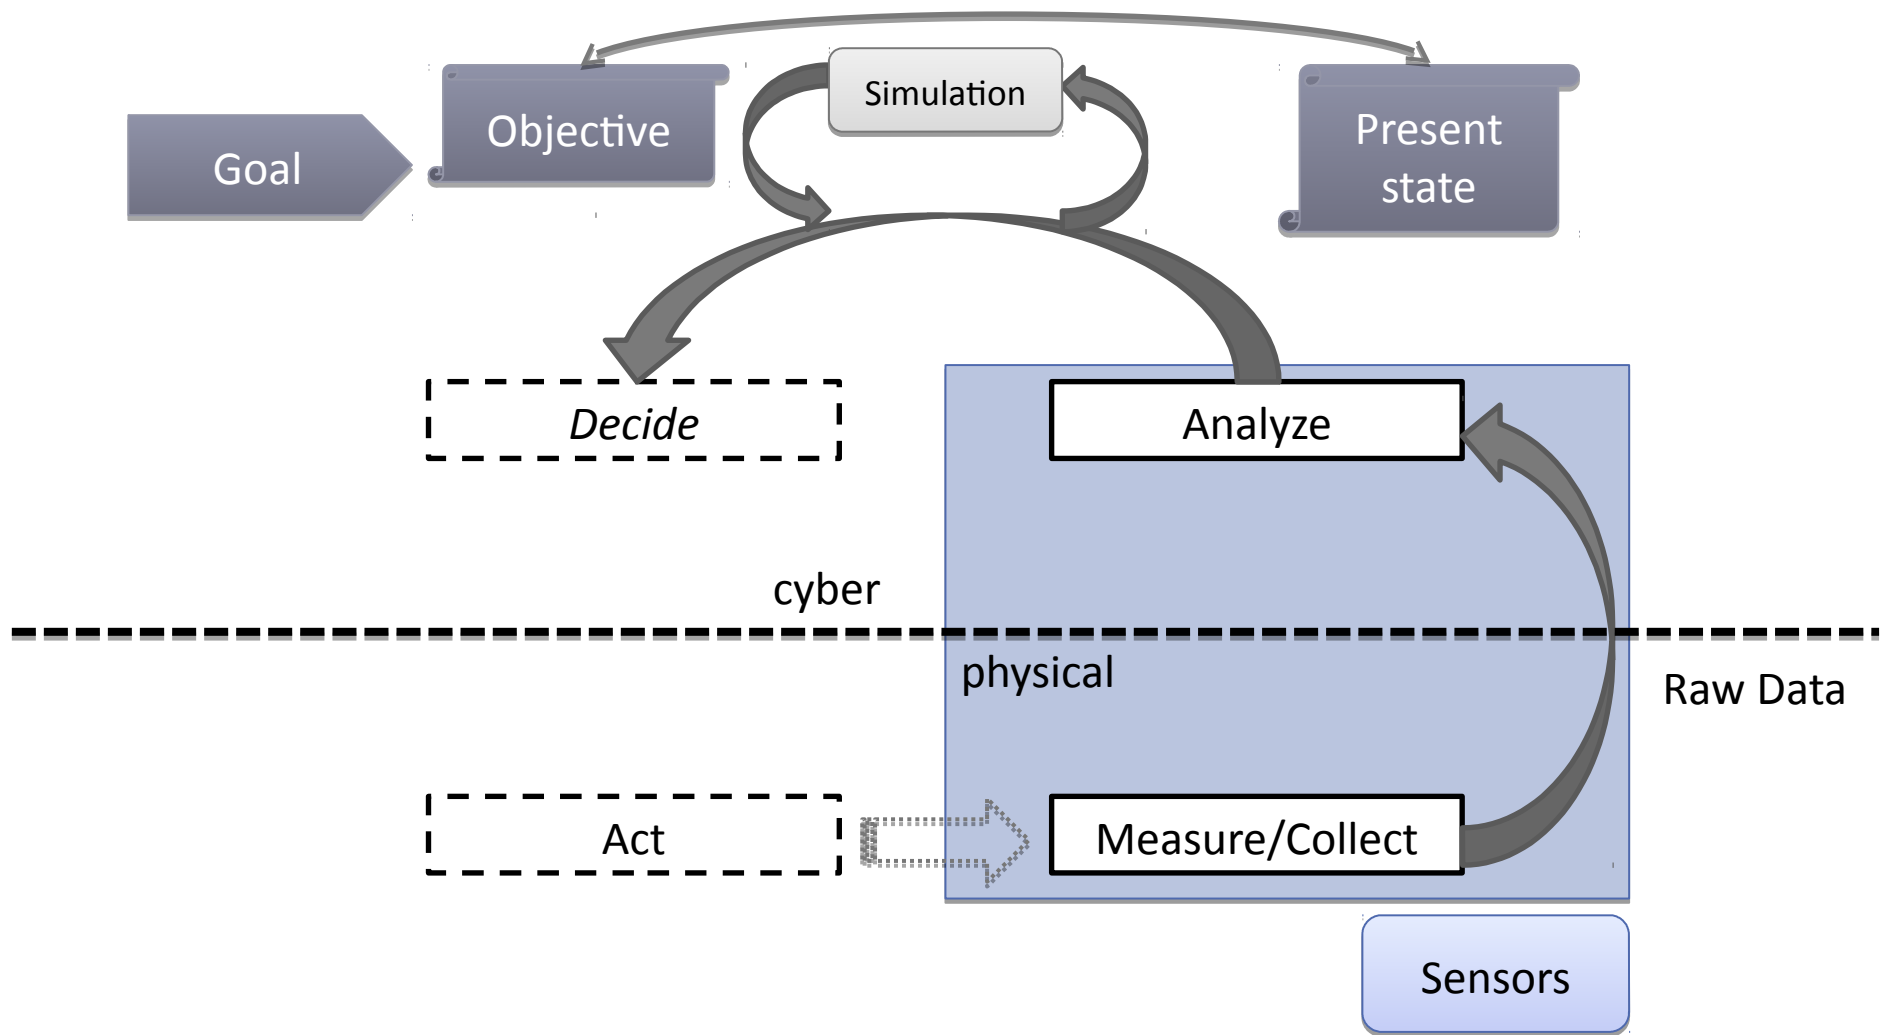 Simulation
Objective
Goal
Present
state
Decide
Analyze
cyber
physical
Raw Data
Act
Measure/Collect
Sensors